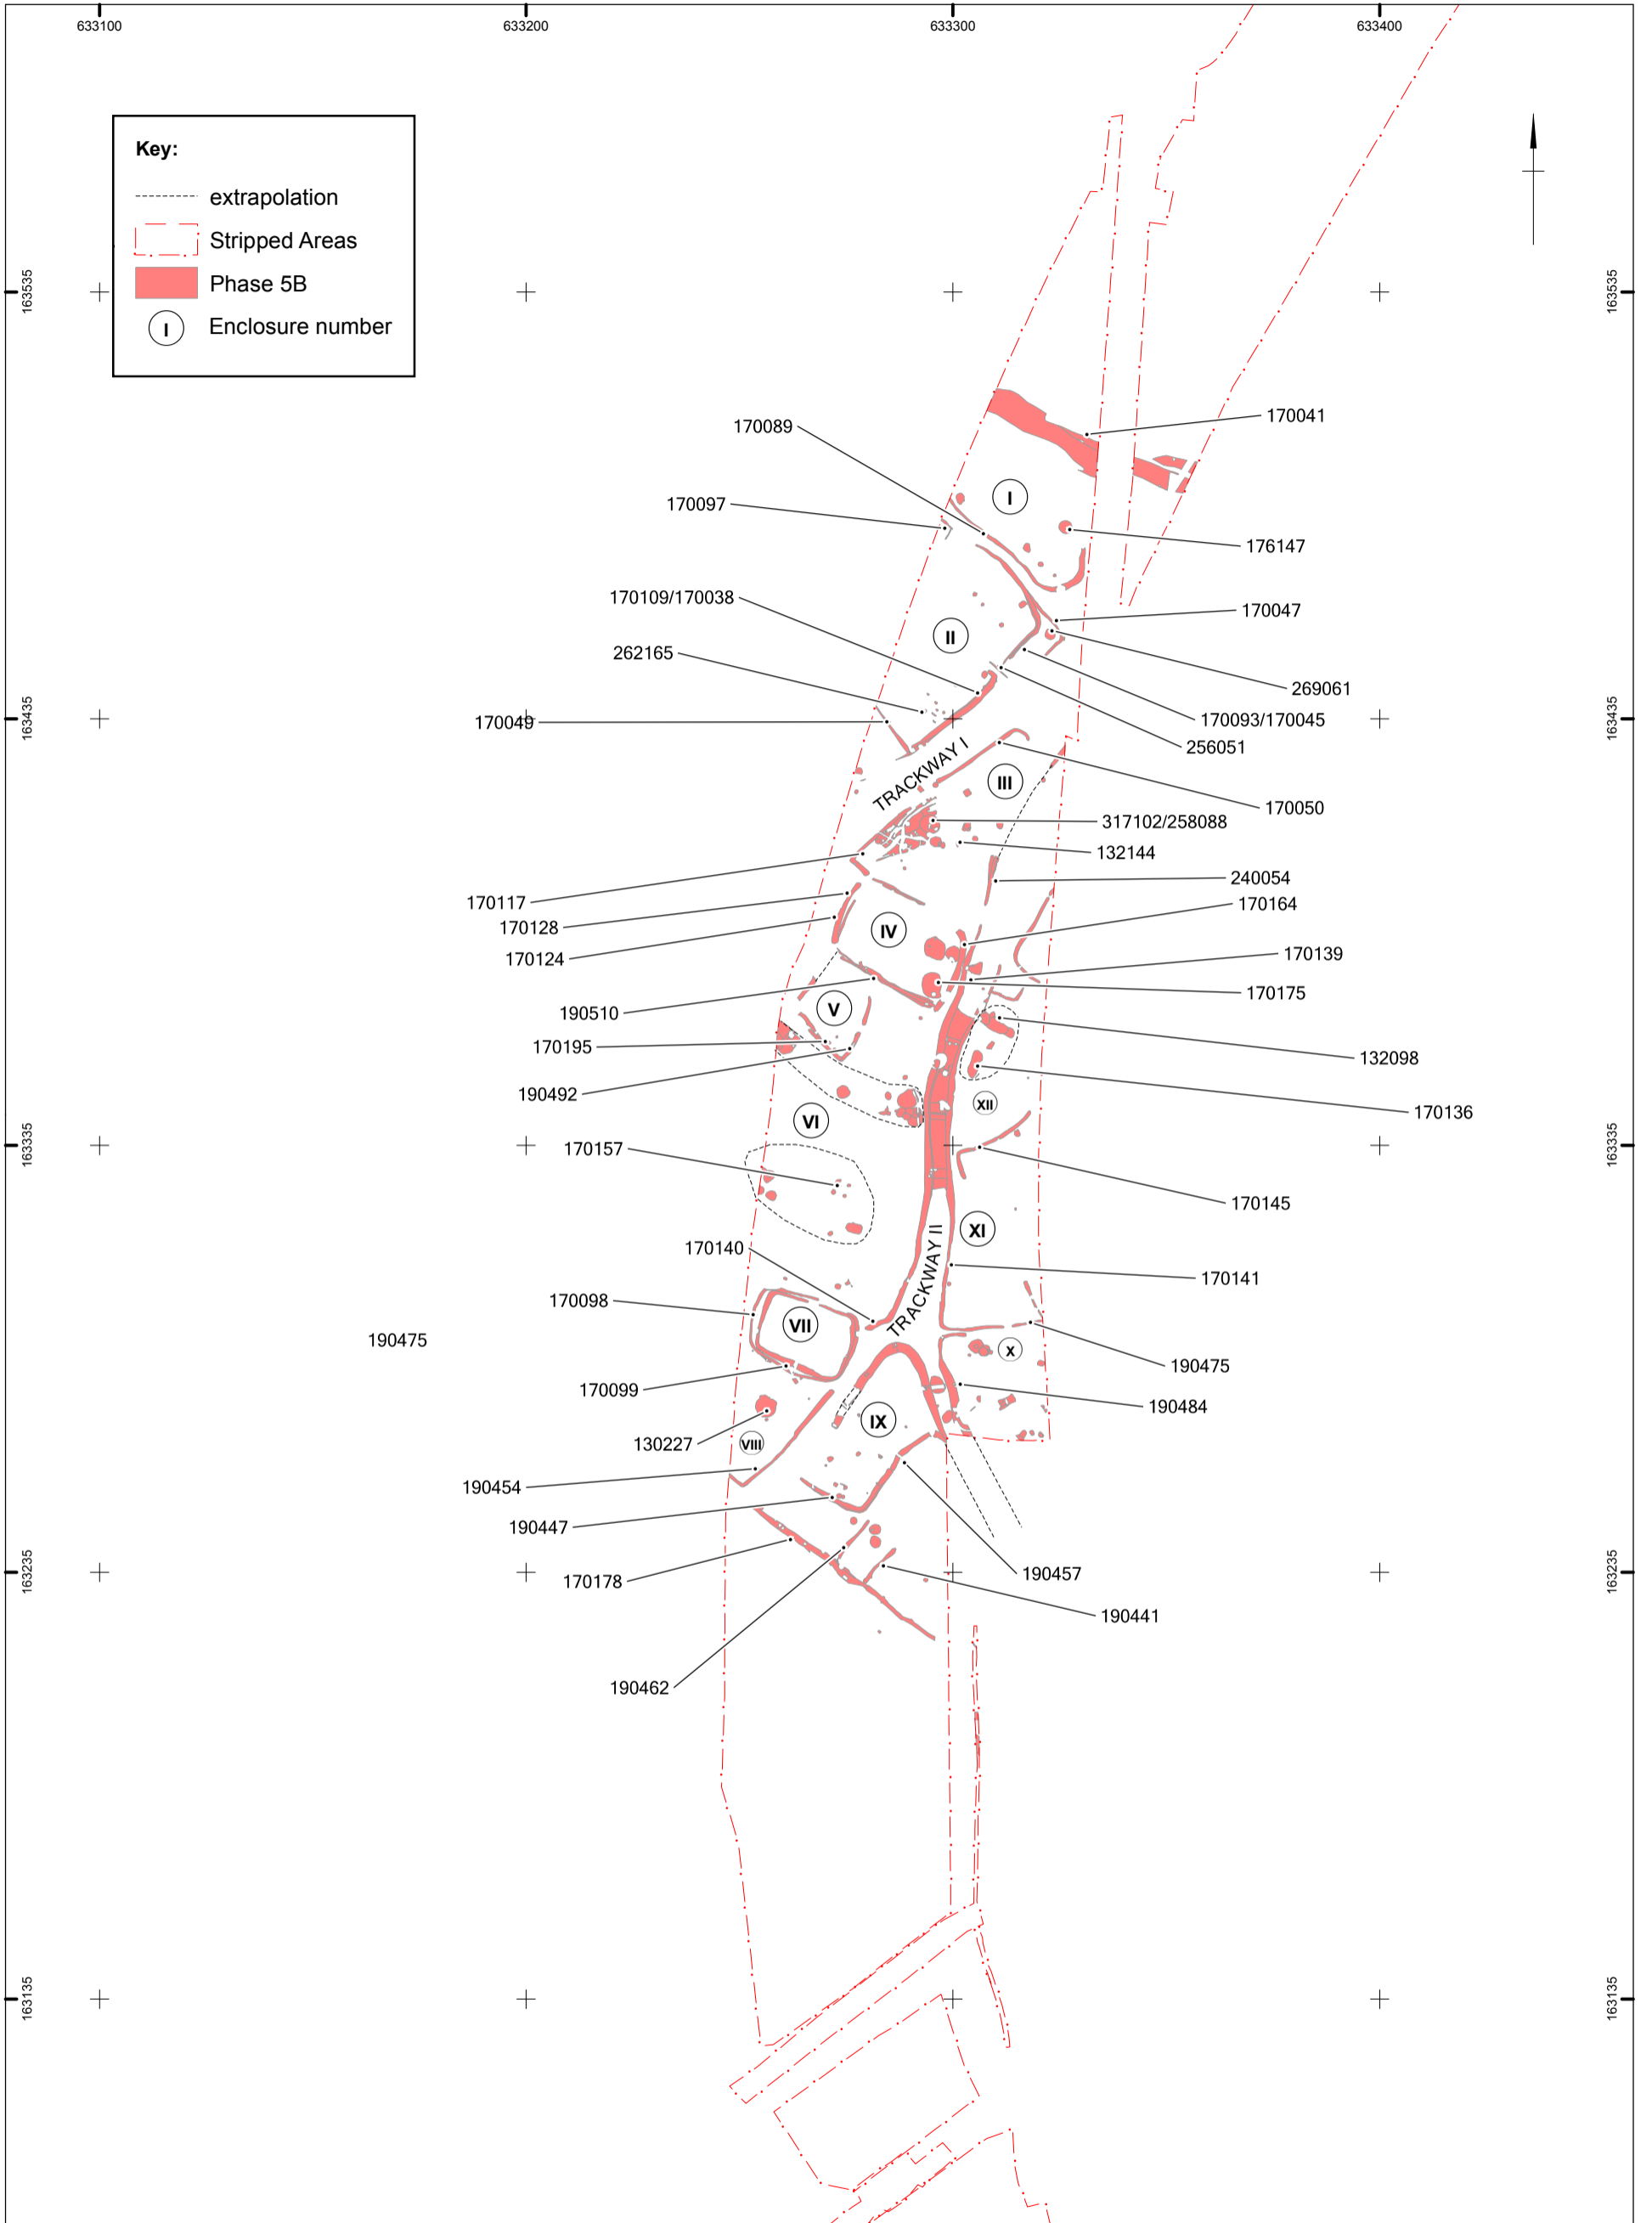 633100
633200
633300
633400
Key:
extrapolation
Stripped Areas
Phase 5B
I
Enclosure number
163535
163535
170041
170089
I
170097
176147
170109/170038
170047
II
262165
269061
163435
170049
170093/170045
163435
256051
TRACKWAY I
III
170050
317102/258088
132144
240054
170117
170164
170128
IV
170124
170139
170175
190510
V
170195
132098
190492
XII
170136
VI
163335
170157
163335
170145
XI
170140
TRACKWAY II
170141
170098
VII
190475
X
190475
170099
190484
IX
130227
VIII
190454
190447
163235
170178
190457
163235
190441
190462
163135
163135